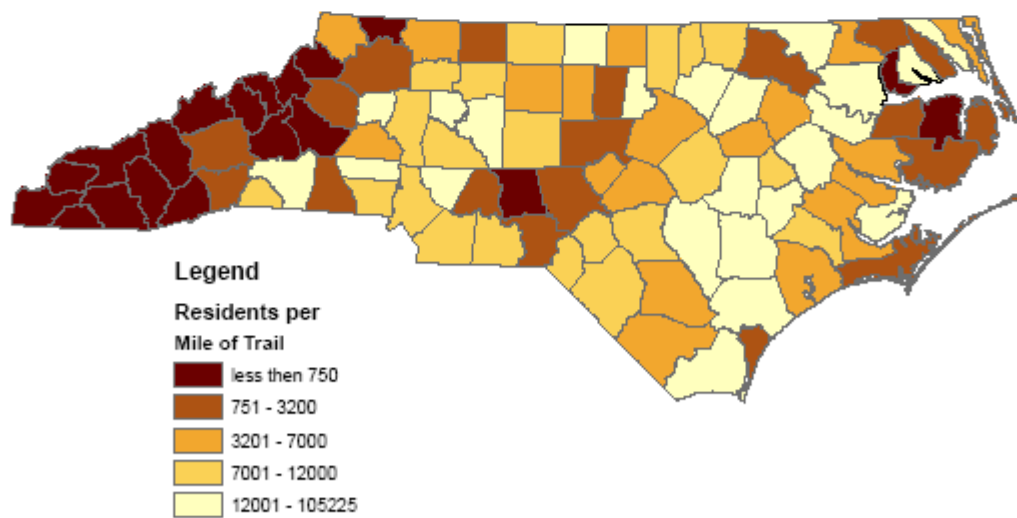 Legend
Residents per
Mile of Trail
less then 750
751 - 3200
3201 - 7000
7001 - 12000
12001 - 105225